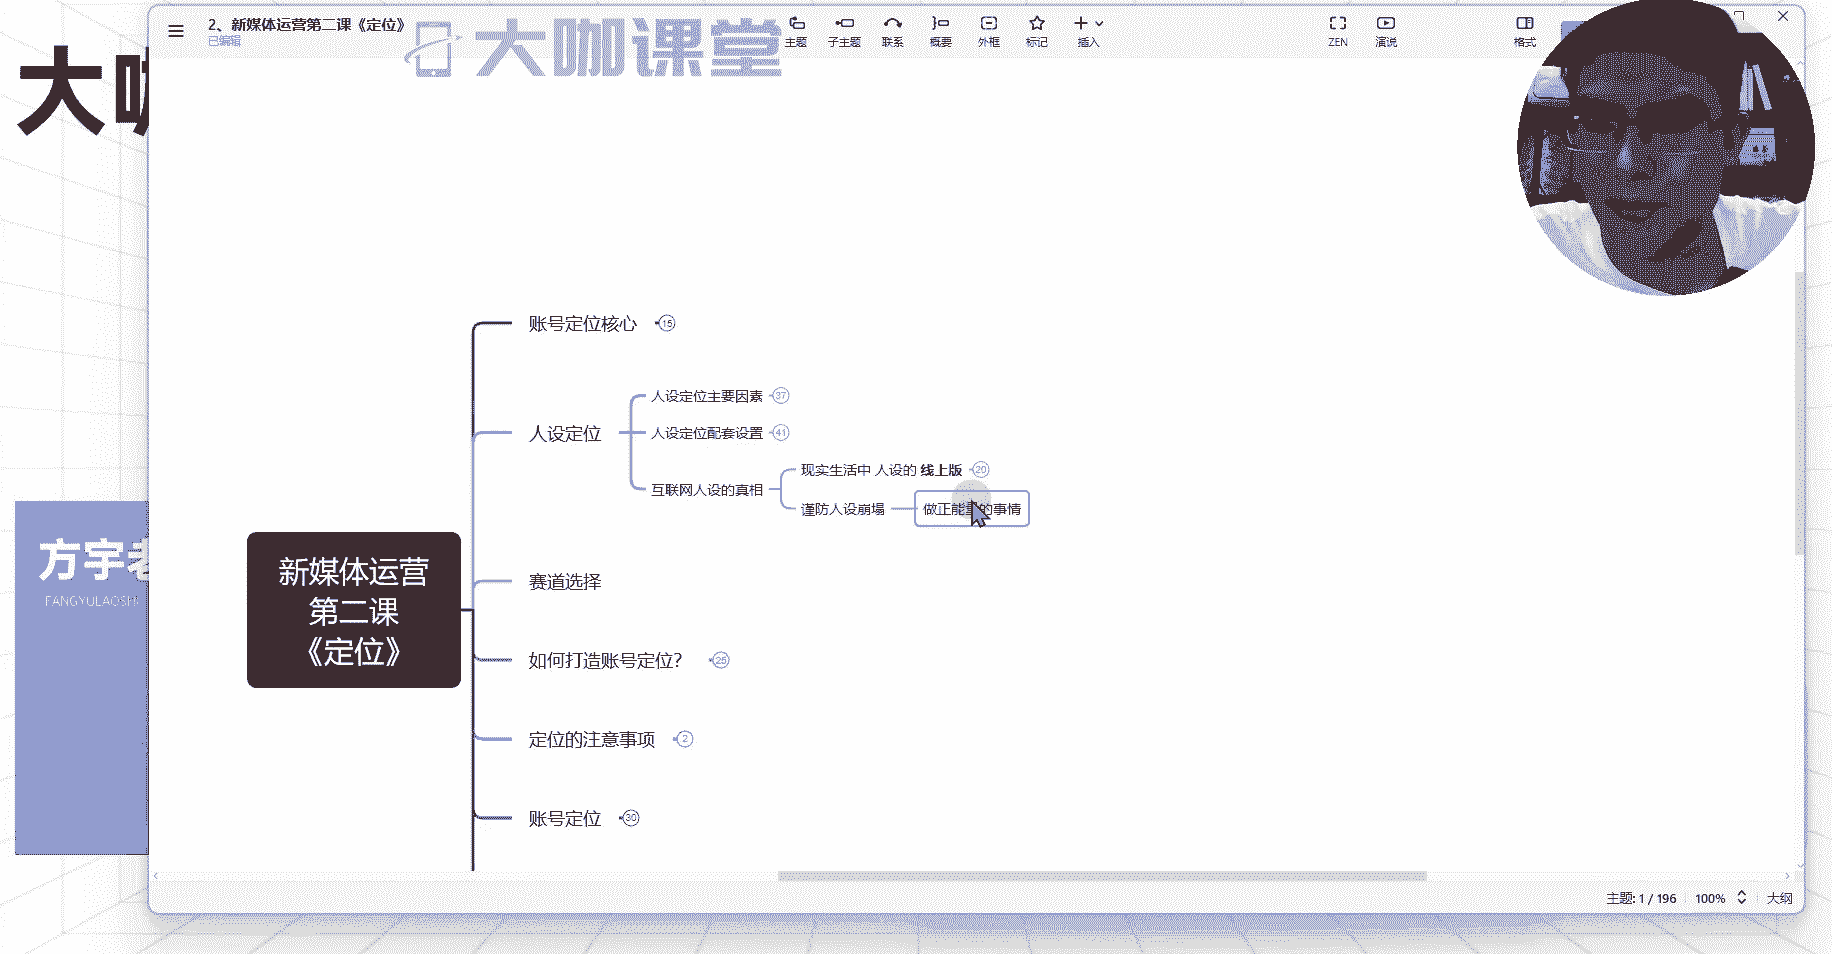 2、新媒体运营第二课《定位》
已编辑
大咖课堂
主题
子主题
联系
概要
外框
标记
插入
ZEN
演说
格式
大
方宇老
FANGYULAOSHI
账号定位核心 15
人设定位
人设定位主要因素 37
人设定位配套设置 41
互联网人设的真相
现实生活中 人设的 线上版 20
谨防人设崩塌
做正能量的事情
新媒体运营
第二课
《定位》
赛道选择
如何打造账号定位？ 25
定位的注意事项 2
账号定位 30
主题: 1 / 196
100%
大纲